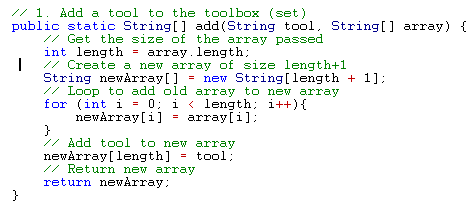 // 1. Add a tool to the toolbox (set)
public static String[] add(String tool, String[] array) {
// Get the size of the array passed
int length = array.length;
// Create a new array of size length+1
String newArray[] = new String[length + 1];
// Loop to add old array to new array
for (int i = 0; i < length; i++){
newArray[i] = array[i];
}
// Add tool to new array
newArray[length] = tool;
// Return new array
return newArray;
}